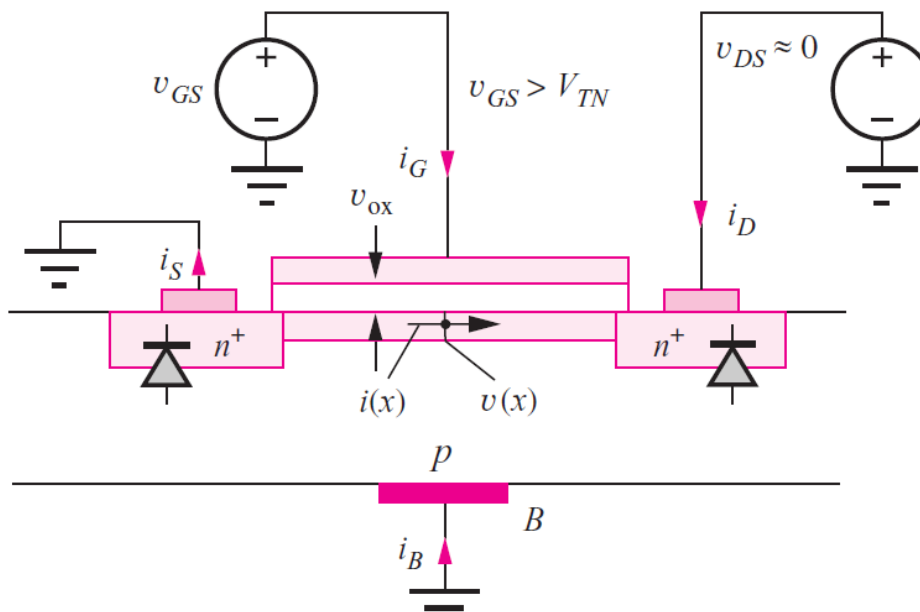 +
v_GS
−
v_GS > V_TN
i_G
v_ox
+
v_DS ≈ 0
−
i_D
i_S
n⁺
n⁺
i(x)
v(x)
p
B
i_B